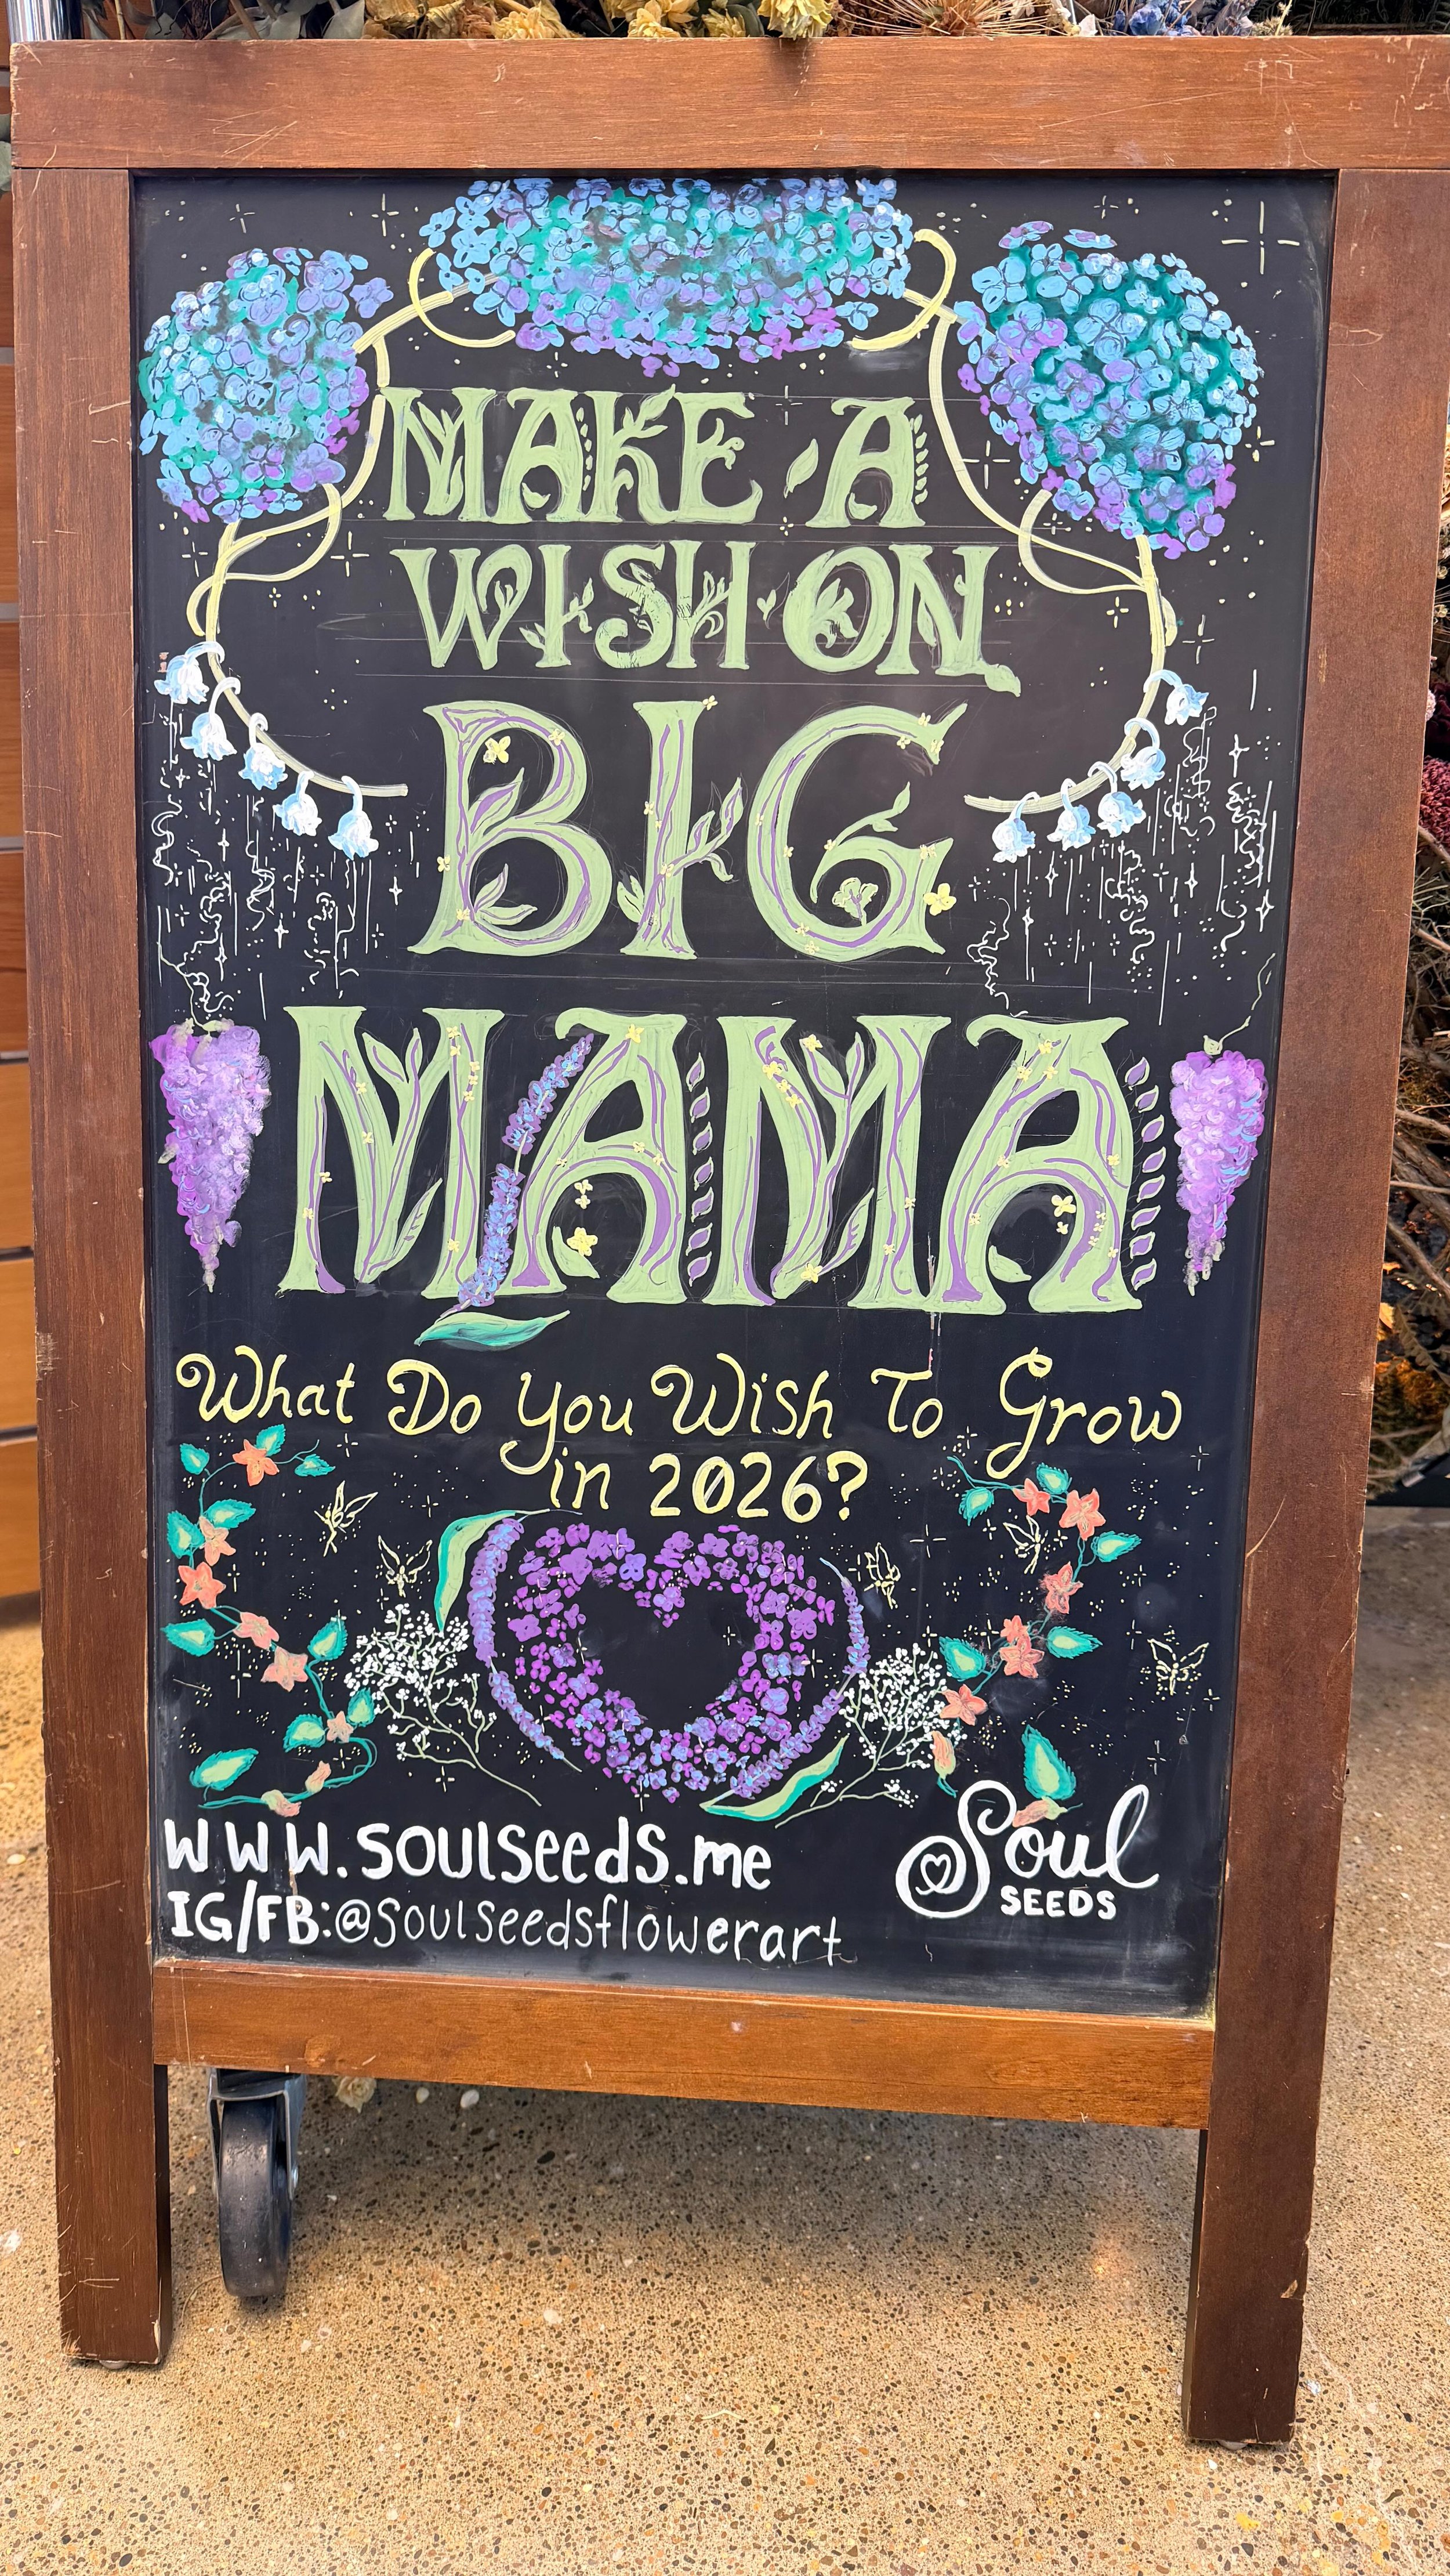 MAKE A
WISH ON
BIG
MAMA
What Do You Wish To Grow
in 2026?
www.soulseeds.me
IG/FB:@soulseedsflowerart
Soul
SEEDS